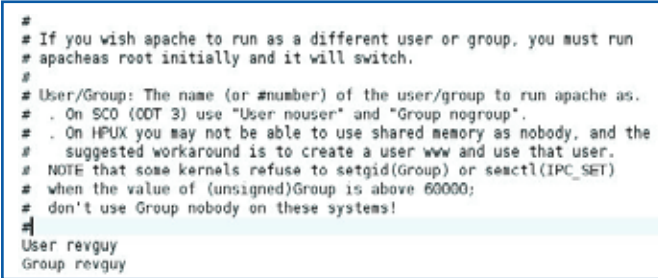 #
# If you wish apache to run as a different user or group, you must run
# apacheas root initially and it will switch.
#
# User/Group: The name (or #number) of the user/group to run apache as.
#  . On SCO (ODT 3) use "User nouser" and "Group nogroup".
#  . On HPUX you may not be able to use shared memory as nobody, and the
#    suggested workaround is to create a user www and use that user.
#  NOTE that some kernels refuse to setgid(Group) or semctl(IPC_SET)
#  when the value of (unsigned)Group is above 60000;
#  don't use Group nobody on these systems!
#
User revguy
Group revguy